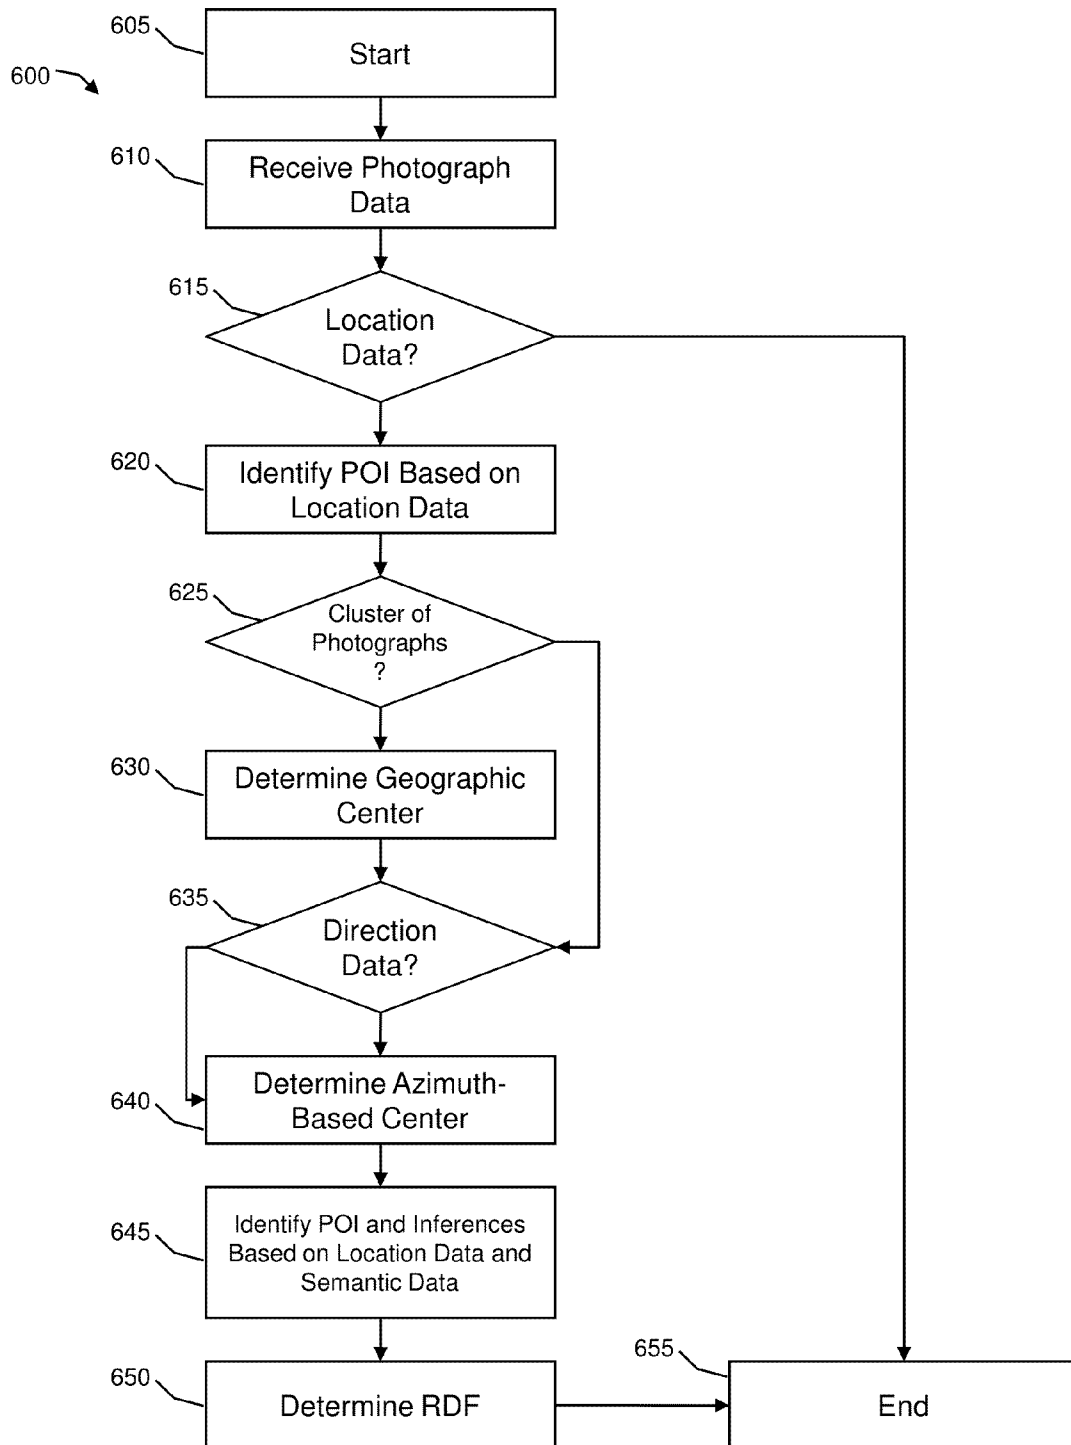 605
Start
600
610
Receive Photograph
Data
615
Location
Data?
620
Identify POI Based on
Location Data
625
Cluster of
Photographs
?
630
Determine Geographic
Center
635
Direction
Data?
640
Determine Azimuth-
Based Center
645
Identify POI and Inferences
Based on Location Data and
Semantic Data
650
Determine RDF
655
End